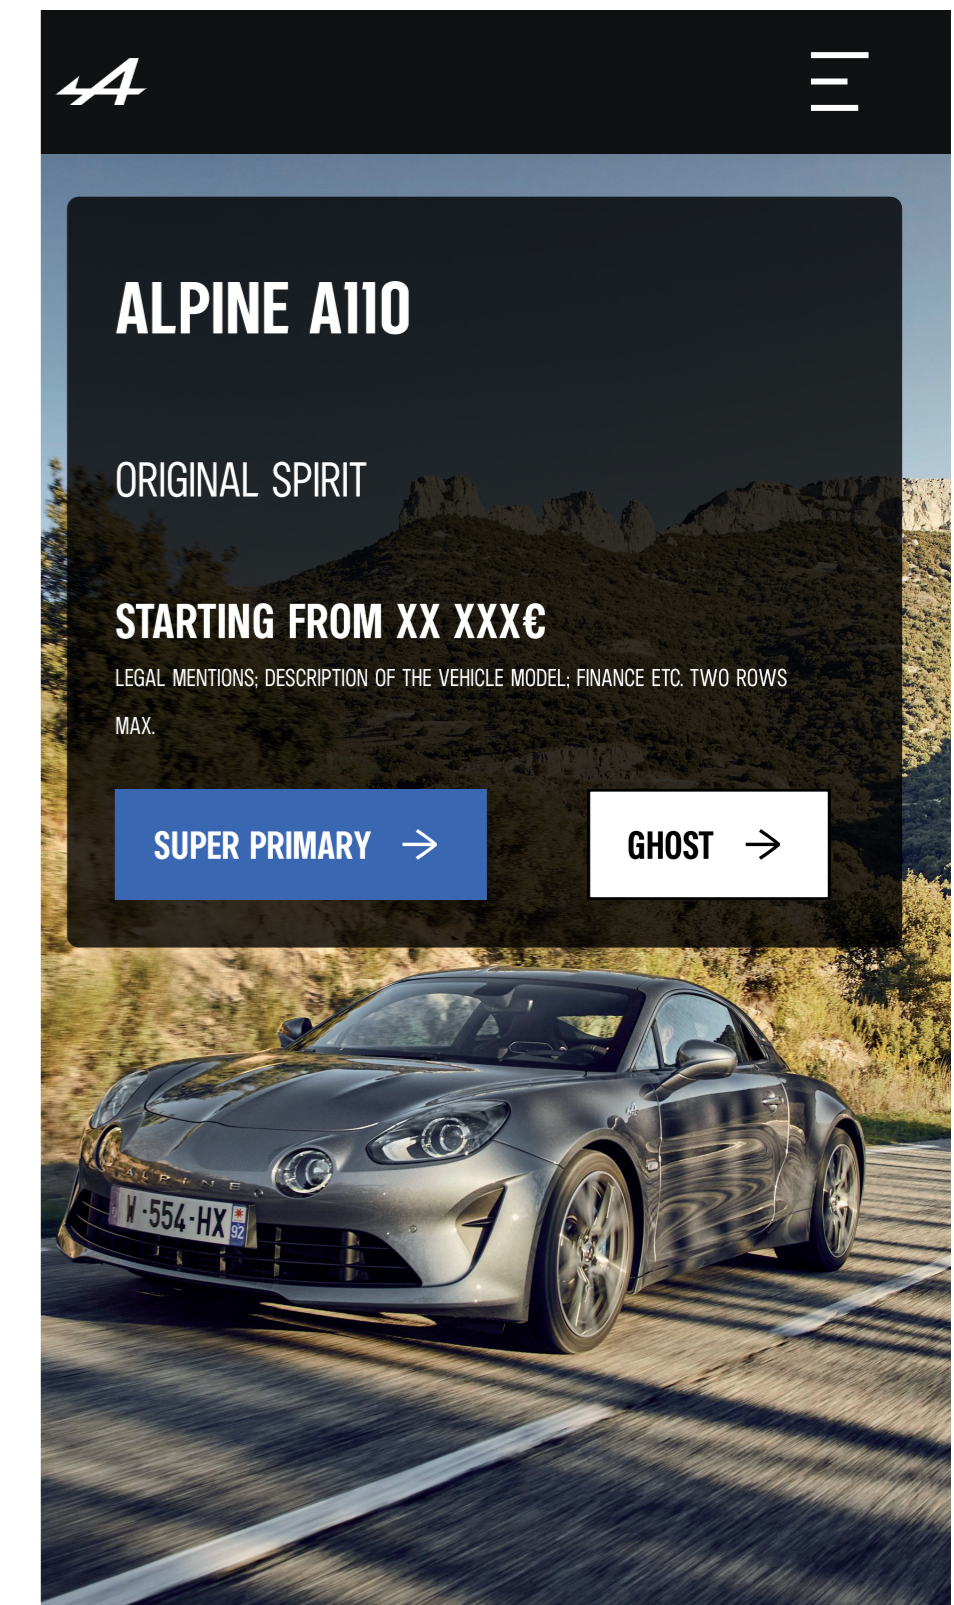 ALPINE A110
ORIGINAL SPIRIT
STARTING FROM XX XXX€
LEGAL MENTIONS; DESCRIPTION OF THE VEHICLE MODEL; FINANCE ETC. TWO ROWS
MAX.
SUPER PRIMARY
GHOST
ALPINE
W-554-HX
92